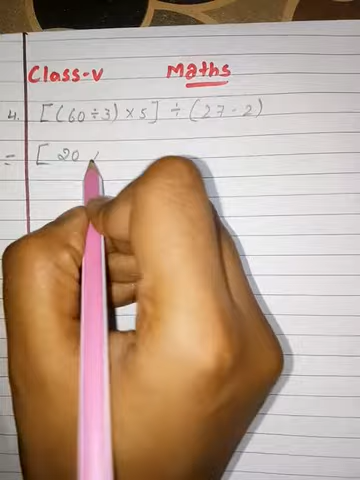 Class-V Maths
4. [(60÷3) × 5] ÷ (27-2)
= [ 20